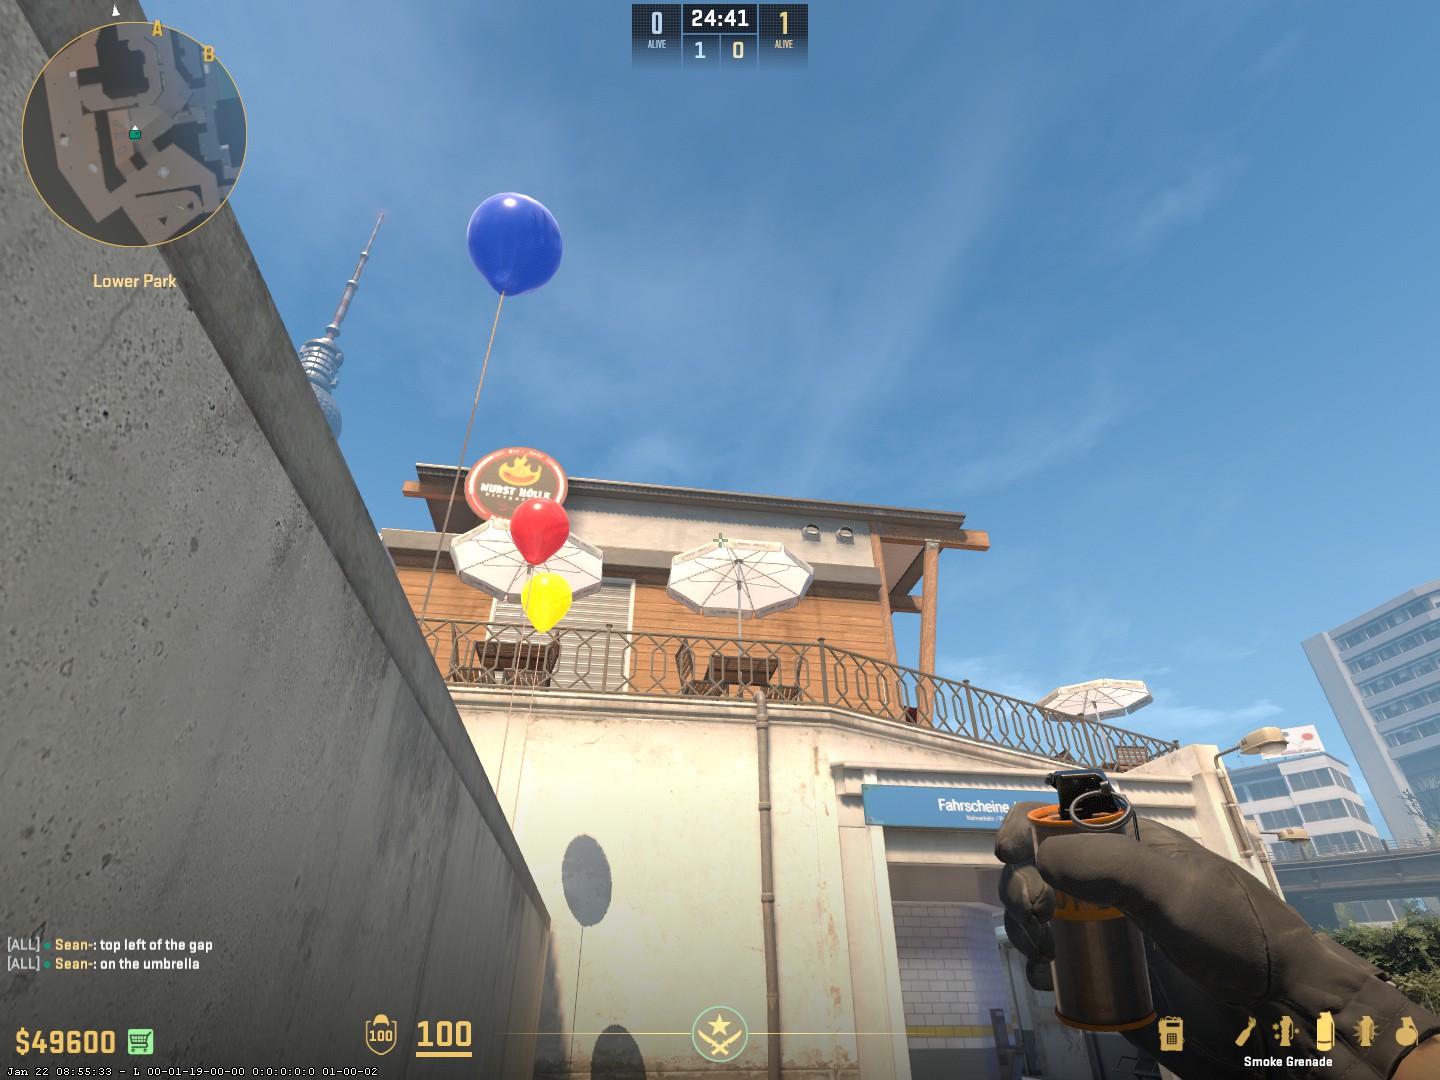 A
B
0
ALIVE
24:41
1
0
1
ALIVE
Lower Park
WURST HÖLLE
Fahrscheine
[ALL] Sean-: top left of the gap
[ALL] Sean-: on the umbrella
$49600
100
100
Smoke Grenade
Jan 22 08:55:33 - L 00-01-19-00-00 0:0:0:0:0 01-00-02